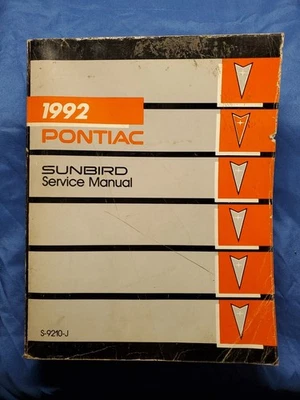 1992
PONTIAC
SUNBIRD
Service Manual
S-9210-J